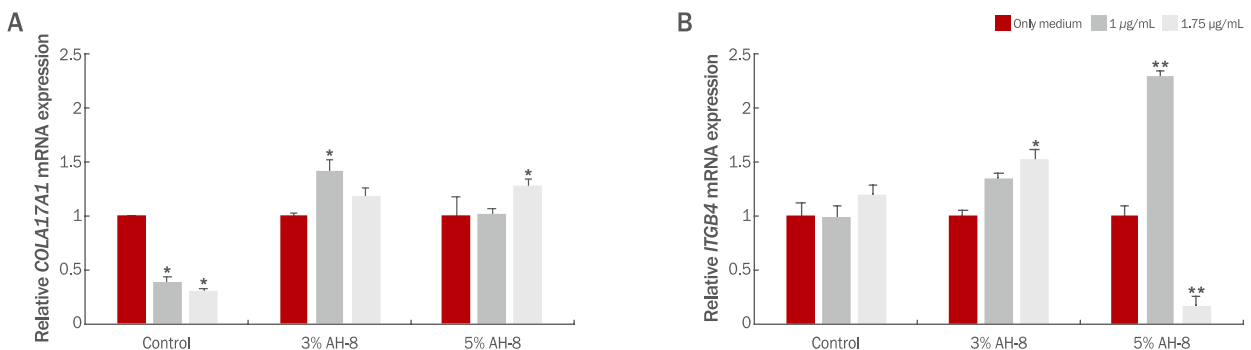 A
Relative COLA17A1 mRNA expression
2.5
2
1.5
1
0.5
0
*
*
*
*
Control
3% AH-8
5% AH-8
B
Only medium
1 µg/mL
1.75 µg/mL
Relative ITGB4 mRNA expression
2.5
2
1.5
1
0.5
0
*
**
**
Control
3% AH-8
5% AH-8